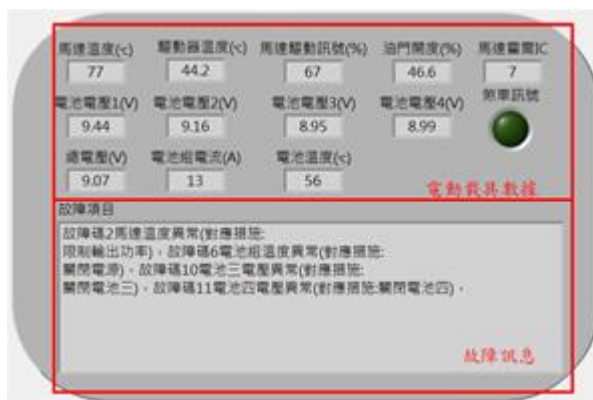 馬達溫度(c) 驅動器溫度(c) 馬達驅動訊號(%) 油門開度(%) 馬達霍爾IC
77 44.2 67 46.6 7
電池電壓1(V) 電池電壓2(V) 電池電壓3(V) 電池電壓4(V) 煞車訊號
9.44 9.16 8.95 8.99
總電壓(V) 電池組電流(A) 電池溫度(c)
9.07 13 56
電動載具數據
故障項目
故障碼2馬達溫度異常(對應措施:
限制輸出功率)，故障碼6電池組溫度異常(對應措施:
關閉電源)，故障碼10電池三電壓異常(對應措施:
關閉電池三)，故障碼11電池四電壓異常(對應措施:關閉電池四)，
故障訊息